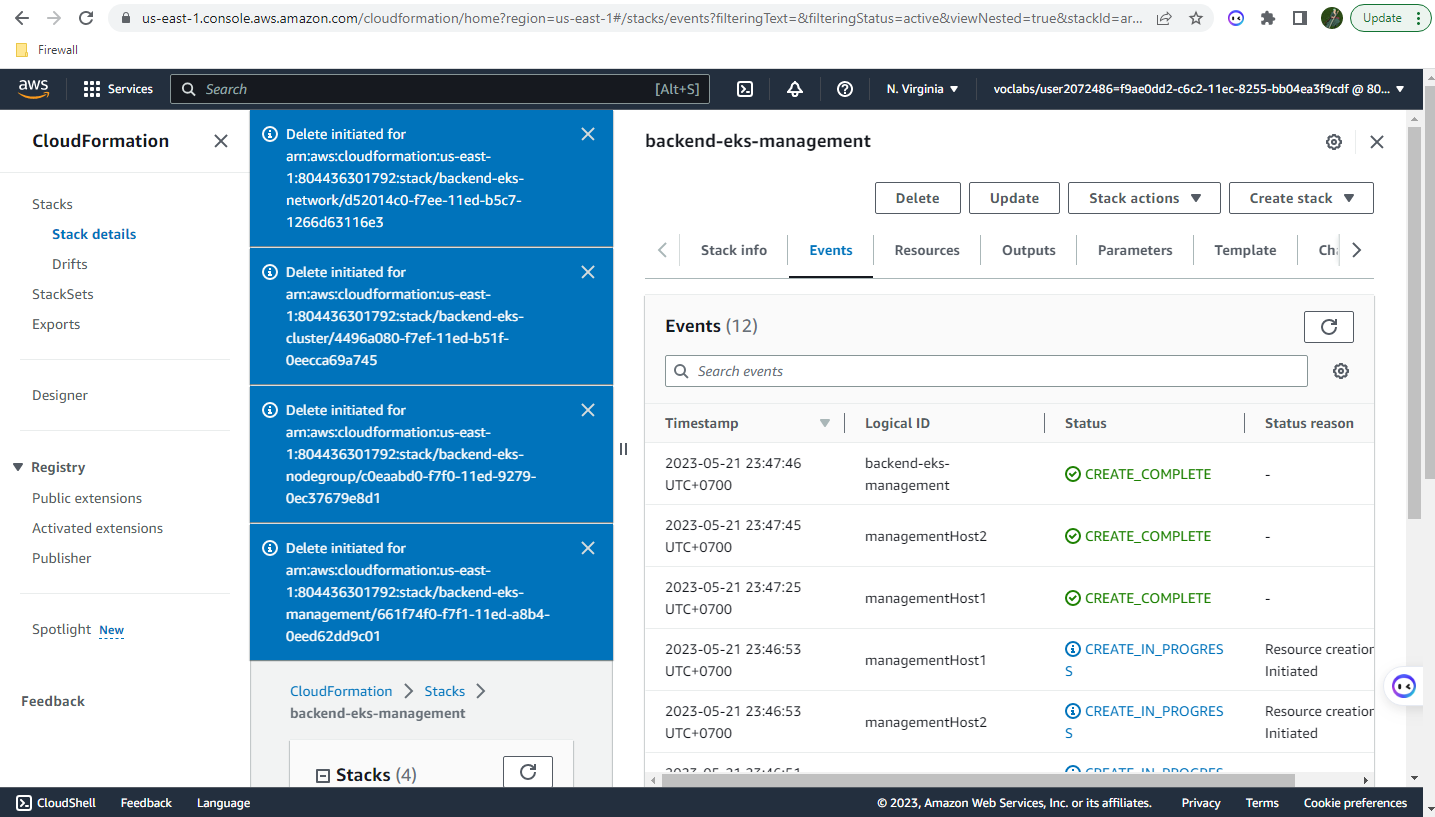 us-east-1.console.aws.amazon.com/cloudformation/home?region=us-east-1#/stacks/events?filteringText=&filteringStatus=active&viewNested=true&stackId=ar...
Update
Firewall
aws
Services
Search
[Alt+S]
N. Virginia
voclabs/user2072486=f9ae0dd2-c6c2-11ec-8255-bb04ea3f9cdf @ 80...
CloudFormation
Stacks
Stack details
Drifts
StackSets
Exports
Designer
Registry
Public extensions
Activated extensions
Publisher
Spotlight New
Feedback
Delete initiated for
arn:aws:cloudformation:us-east-
1:804436301792:stack/backend-eks-
network/d52014c0-f7ee-11ed-b5c7-
1266d63116e3
Delete initiated for
arn:aws:cloudformation:us-east-
1:804436301792:stack/backend-eks-
cluster/4496a080-f7ef-11ed-b51f-
0eecca69a745
Delete initiated for
arn:aws:cloudformation:us-east-
1:804436301792:stack/backend-eks-
nodegroup/c0eaabd0-f7f0-11ed-9279-
0ec37679e8d1
Delete initiated for
arn:aws:cloudformation:us-east-
1:804436301792:stack/backend-eks-
management/661f74f0-f7f1-11ed-a8b4-
0eed62dd9c01
CloudFormation
Stacks
backend-eks-management
Stacks (4)
backend-eks-management
Delete
Update
Stack actions
Create stack
Stack info
Events
Resources
Outputs
Parameters
Template
Ch
Events (12)
Search events
Timestamp
Logical ID
Status
Status reason
2023-05-21 23:47:46
UTC+0700
backend-eks-
management
CREATE_COMPLETE
-
2023-05-21 23:47:45
UTC+0700
managementHost2
CREATE_COMPLETE
-
2023-05-21 23:47:25
UTC+0700
managementHost1
CREATE_COMPLETE
-
2023-05-21 23:46:53
UTC+0700
managementHost1
CREATE_IN_PROGRES
S
Resource creation
Initiated
2023-05-21 23:46:53
UTC+0700
managementHost2
CREATE_IN_PROGRES
S
Resource creation
Initiated
2023-05-21 23:46:51
CREATE_IN_PROGRES
CloudShell
Feedback
Language
© 2023, Amazon Web Services, Inc. or its affiliates.
Privacy
Terms
Cookie preferences